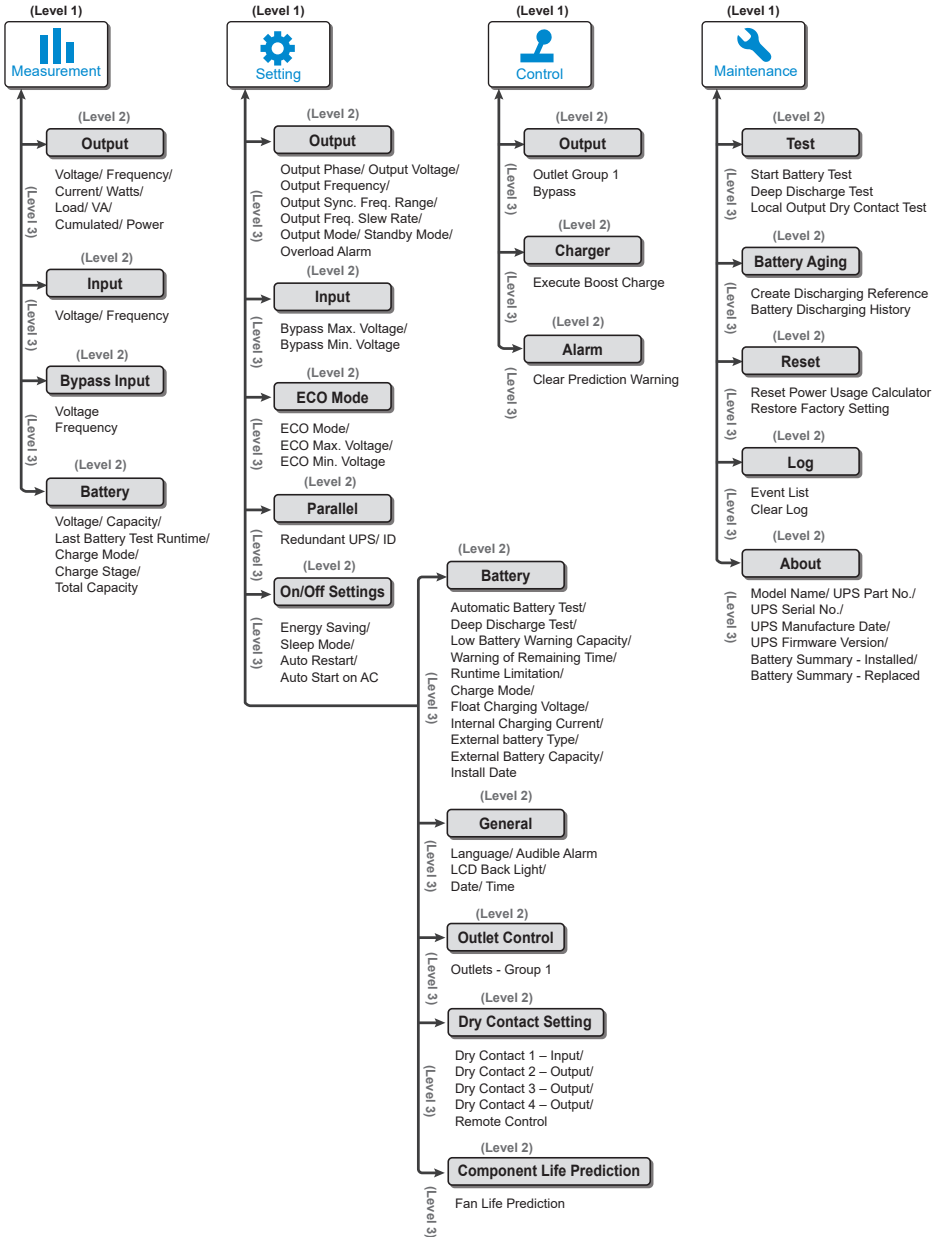 (Level 1)
Measurement
(Level 2)
Output
(Level 3)
Voltage/ Frequency/
Current/ Watts/
Load/ VA/
Cumulated/ Power
(Level 2)
Input
(Level 3)
Voltage/ Frequency
(Level 2)
Bypass Input
(Level 3)
Voltage
Frequency
(Level 2)
Battery
Voltage/ Capacity/
Last Battery Test Runtime/
Charge Mode/
Charge Stage/
Total Capacity
(Level 1)
Setting
(Level 2)
Output
(Level 3)
Output Phase/ Output Voltage/
Output Frequency/
Output Sync. Freq. Range/
Output Freq. Slew Rate/
Output Mode/ Standby Mode/
Overload Alarm
(Level 2)
Input
(Level 3)
Bypass Max. Voltage/
Bypass Min. Voltage
(Level 2)
ECO Mode
(Level 3)
ECO Mode/
ECO Max. Voltage/
ECO Min. Voltage
(Level 2)
Parallel
(Level 3)
Redundant UPS/ ID
(Level 2)
On/Off Settings
(Level 3)
Energy Saving/
Sleep Mode/
Auto Restart/
Auto Start on AC
(Level 2)
Battery
(Level 3)
Automatic Battery Test/
Deep Discharge Test/
Low Battery Warning Capacity/
Warning of Remaining Time/
Runtime Limitation/
Charge Mode/
Float Charging Voltage/
Internal Charging Current/
External battery Type/
External Battery Capacity/
Install Date
(Level 2)
General
(Level 3)
Language/ Audible Alarm
LCD Back Light/
Date/ Time
(Level 2)
Outlet Control
(Level 3)
Outlets - Group 1
(Level 2)
Dry Contact Setting
(Level 3)
Dry Contact 1 – Input/
Dry Contact 2 – Output/
Dry Contact 3 – Output/
Dry Contact 4 – Output/
Remote Control
(Level 2)
Component Life Prediction
(Level 3)
Fan Life Prediction
(Level 1)
Control
(Level 2)
Output
(Level 3)
Outlet Group 1
Bypass
(Level 2)
Charger
(Level 3)
Execute Boost Charge
(Level 2)
Alarm
(Level 3)
Clear Prediction Warning
(Level 1)
Maintenance
(Level 2)
Test
(Level 3)
Start Battery Test
Deep Discharge Test
Local Output Dry Contact Test
(Level 2)
Battery Aging
(Level 3)
Create Discharging Reference
Battery Discharging History
(Level 2)
Reset
(Level 3)
Reset Power Usage Calculator
Restore Factory Setting
(Level 2)
Log
(Level 3)
Event List
Clear Log
(Level 2)
About
(Level 3)
Model Name/ UPS Part No./
UPS Serial No./
UPS Manufacture Date/
UPS Firmware Version/
Battery Summary - Installed/
Battery Summary - Replaced